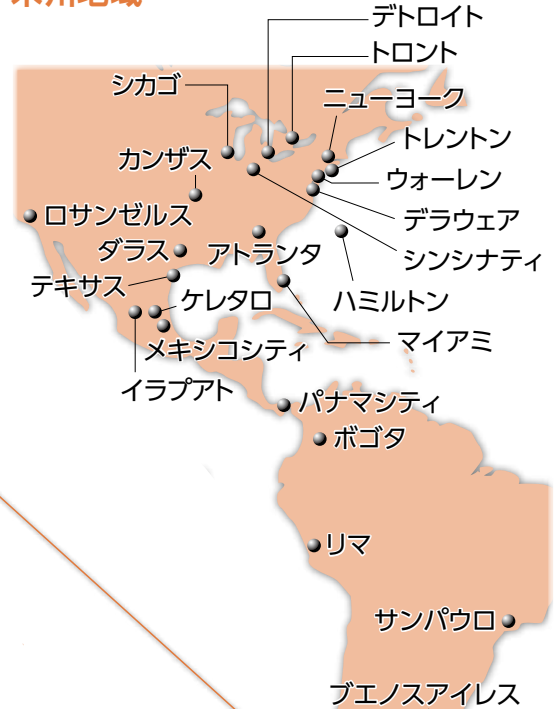 デトロイト
トロント
シカゴ
ニューヨーク
トレントン
カンザス
ウォーレン
ロサンゼルス
デラウェア
ダラス
アトランタ
シンシナティ
テキサス
ケレタロ
ハミルトン
メキシコシティ
マイアミ
イラプアト
パナマシティ
ボゴタ
リマ
サンパウロ
ブエノスアイレス